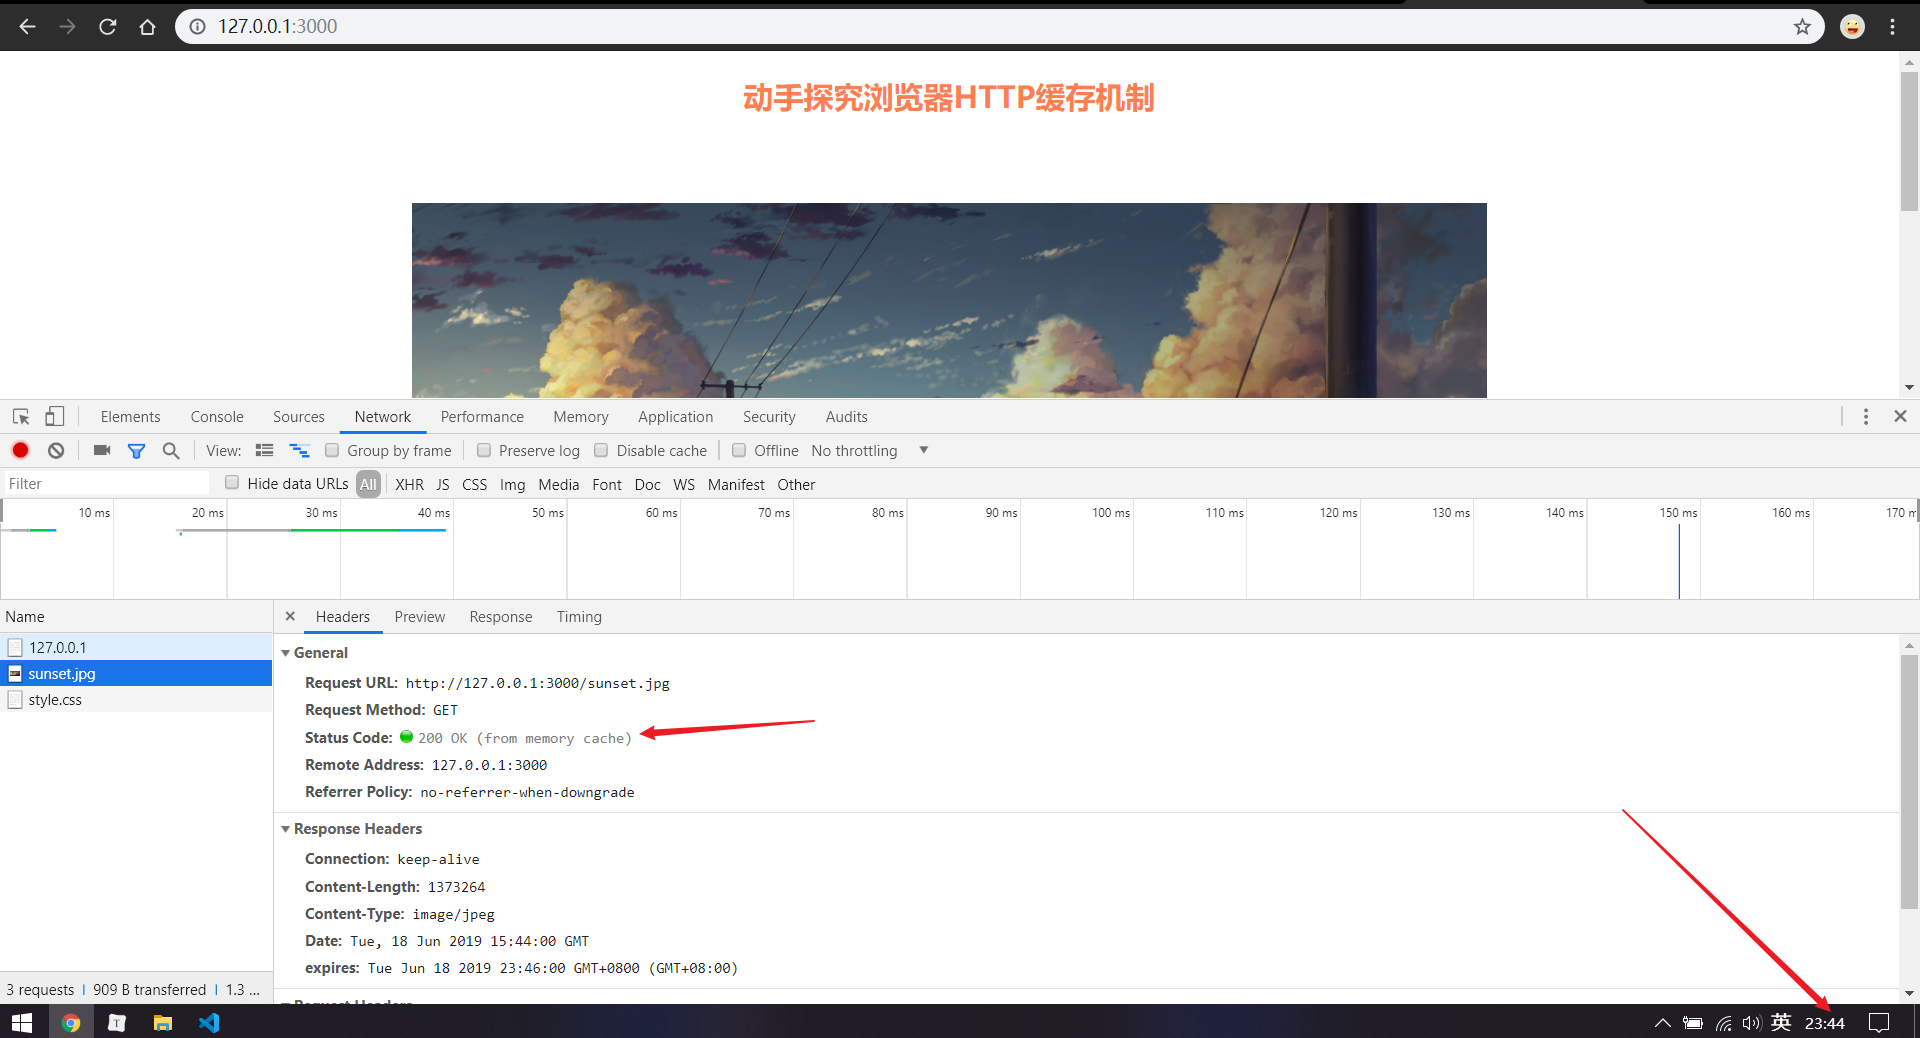 127.0.0.1:3000
动手探究浏览器HTTP缓存机制
Elements Console Sources Network Performance Memory Application Security Audits
View: Group by frame Preserve log Disable cache Offline No throttling
Filter Hide data URLs All XHR JS CSS Img Media Font Doc WS Manifest Other
10 ms 20 ms 30 ms 40 ms 50 ms 60 ms 70 ms 80 ms 90 ms 100 ms 110 ms 120 ms 130 ms 140 ms 150 ms 160 ms 170 m
Name
127.0.0.1
sunset.jpg
style.css
3 requests 909 B transferred 1.3 ...
Headers Preview Response Timing
General
Request URL: http://127.0.0.1:3000/sunset.jpg
Request Method: GET
Status Code: 200 OK (from memory cache)
Remote Address: 127.0.0.1:3000
Referrer Policy: no-referrer-when-downgrade
Response Headers
Connection: keep-alive
Content-Length: 1373264
Content-Type: image/jpeg
Date: Tue, 18 Jun 2019 15:44:00 GMT
expires: Tue Jun 18 2019 23:46:00 GMT+0800 (GMT+08:00)
Request Headers
T
英 23:44